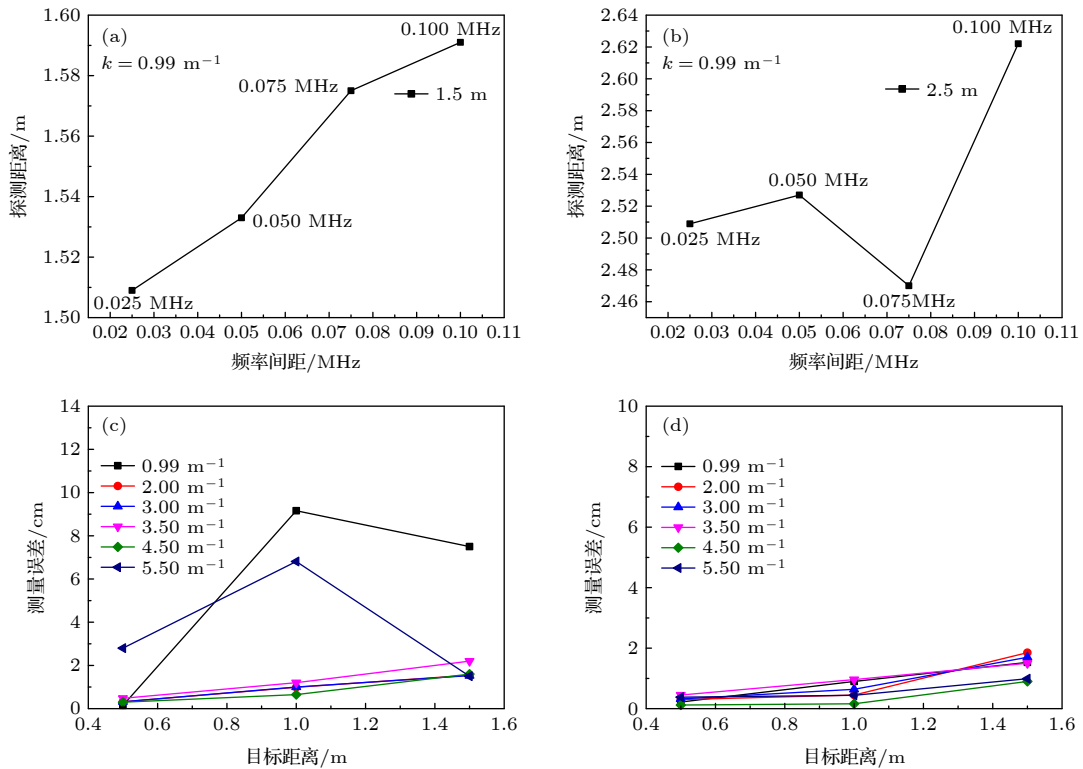 (a)
k = 0.99 m⁻¹
0.100 MHz
0.075 MHz
1.5 m
0.050 MHz
0.025 MHz
1.60
1.58
1.56
1.54
1.53
1.51
1.50
探测距离/m
0.02 0.03 0.04 0.05 0.06 0.07 0.08 0.09 0.10 0.11
频率间距/MHz
(b)
k = 0.99 m⁻¹
0.100 MHz
2.5 m
0.050 MHz
0.025 MHz
0.075MHz
2.64
2.62
2.60
2.58
2.56
2.54
2.53
2.51
2.50
2.48
2.46
探测距离/m
0.02 0.03 0.04 0.05 0.06 0.07 0.08 0.09 0.10 0.11
频率间距/MHz
(c)
0.99 m⁻¹
2.00 m⁻¹
3.00 m⁻¹
3.50 m⁻¹
4.50 m⁻¹
5.50 m⁻¹
14
12
10
8
6
4
2
0
测量误差/cm
0.4 0.6 0.8 1.0 1.2 1.4 1.6
目标距离/m
(d)
0.99 m⁻¹
2.00 m⁻¹
3.00 m⁻¹
3.50 m⁻¹
4.50 m⁻¹
5.50 m⁻¹
10
8
6
4
2
0
测量误差/cm
0.4 0.6 0.8 1.0 1.2 1.4 1.6
目标距离/m